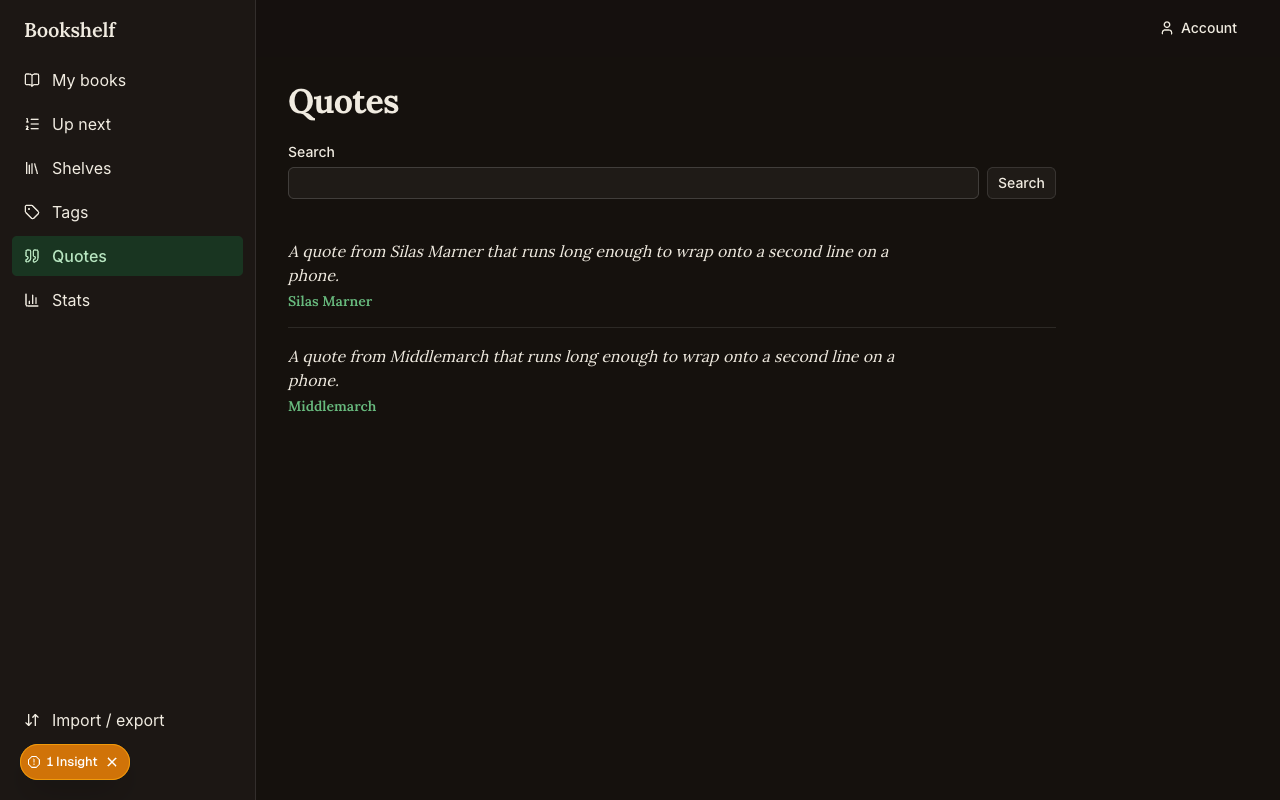 Bookshelf
My books
Up next
Shelves
Tags
Quotes
Stats
Import / export
1 Insight
Account
Quotes
Search
Search
A quote from Silas Marner that runs long enough to wrap onto a second line on a
phone.
Silas Marner
A quote from Middlemarch that runs long enough to wrap onto a second line on a
phone.
Middlemarch